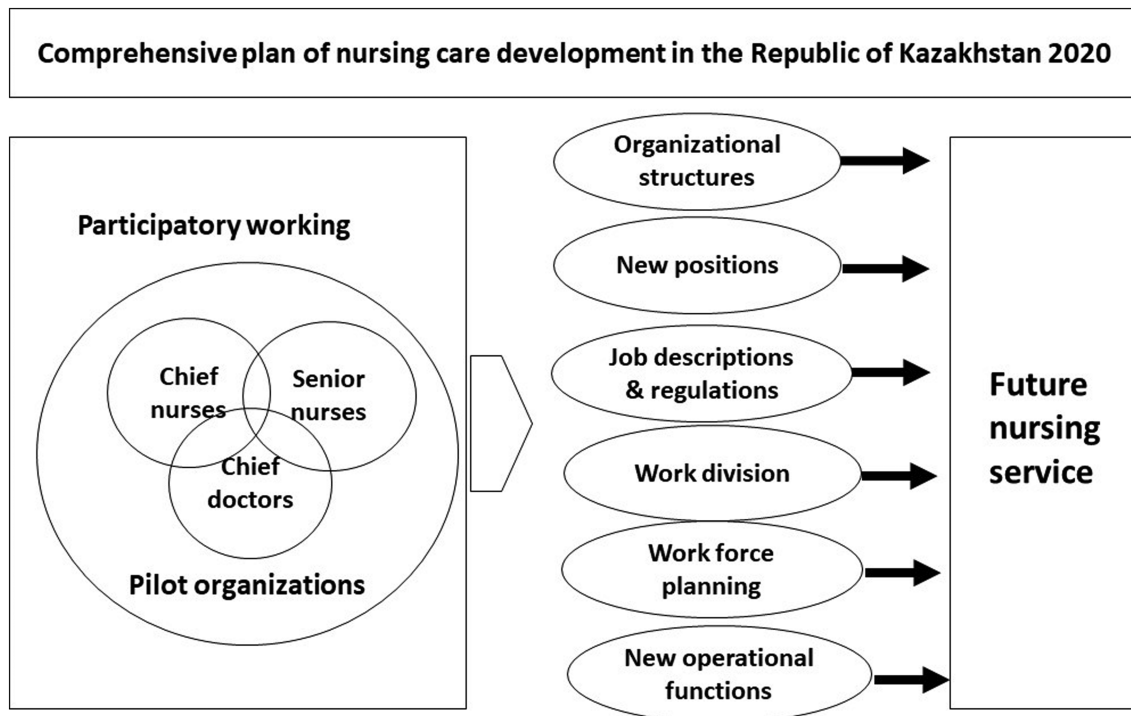 Comprehensive plan of nursing care development in the Republic of Kazakhstan 2020
Participatory working
Chief
nurses
Senior
nurses
Chief
doctors
Pilot organizations
Organizational
structures
New positions
Job descriptions
& regulations
Work division
Work force
planning
New operational
functions
Future
nursing
service